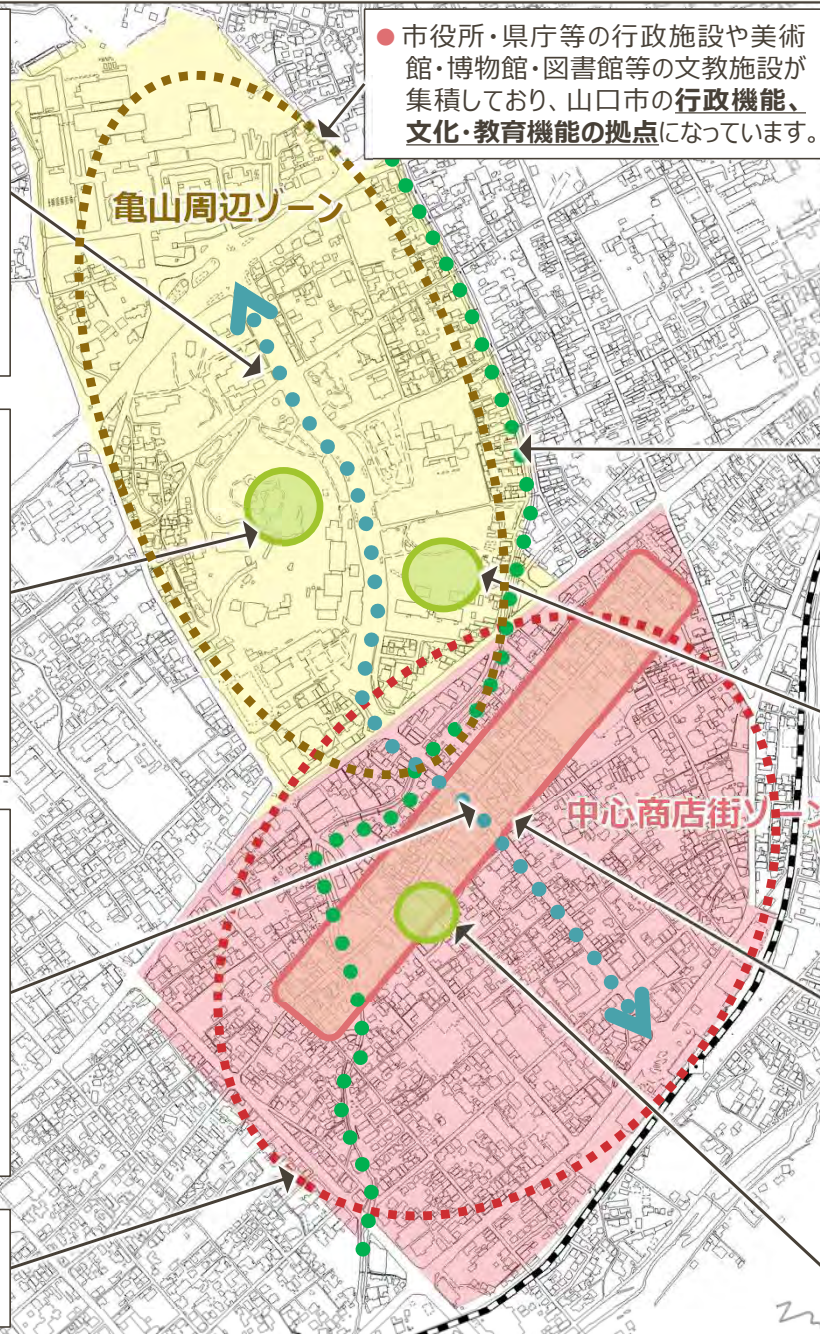 ● 市役所・県庁等の行政施設や美術
館・博物館・図書館等の文教施設が
集積しており、山口市の行政機能、
文化・教育機能の拠点になっています。
亀山周辺ゾーン
中心商店街ゾーン